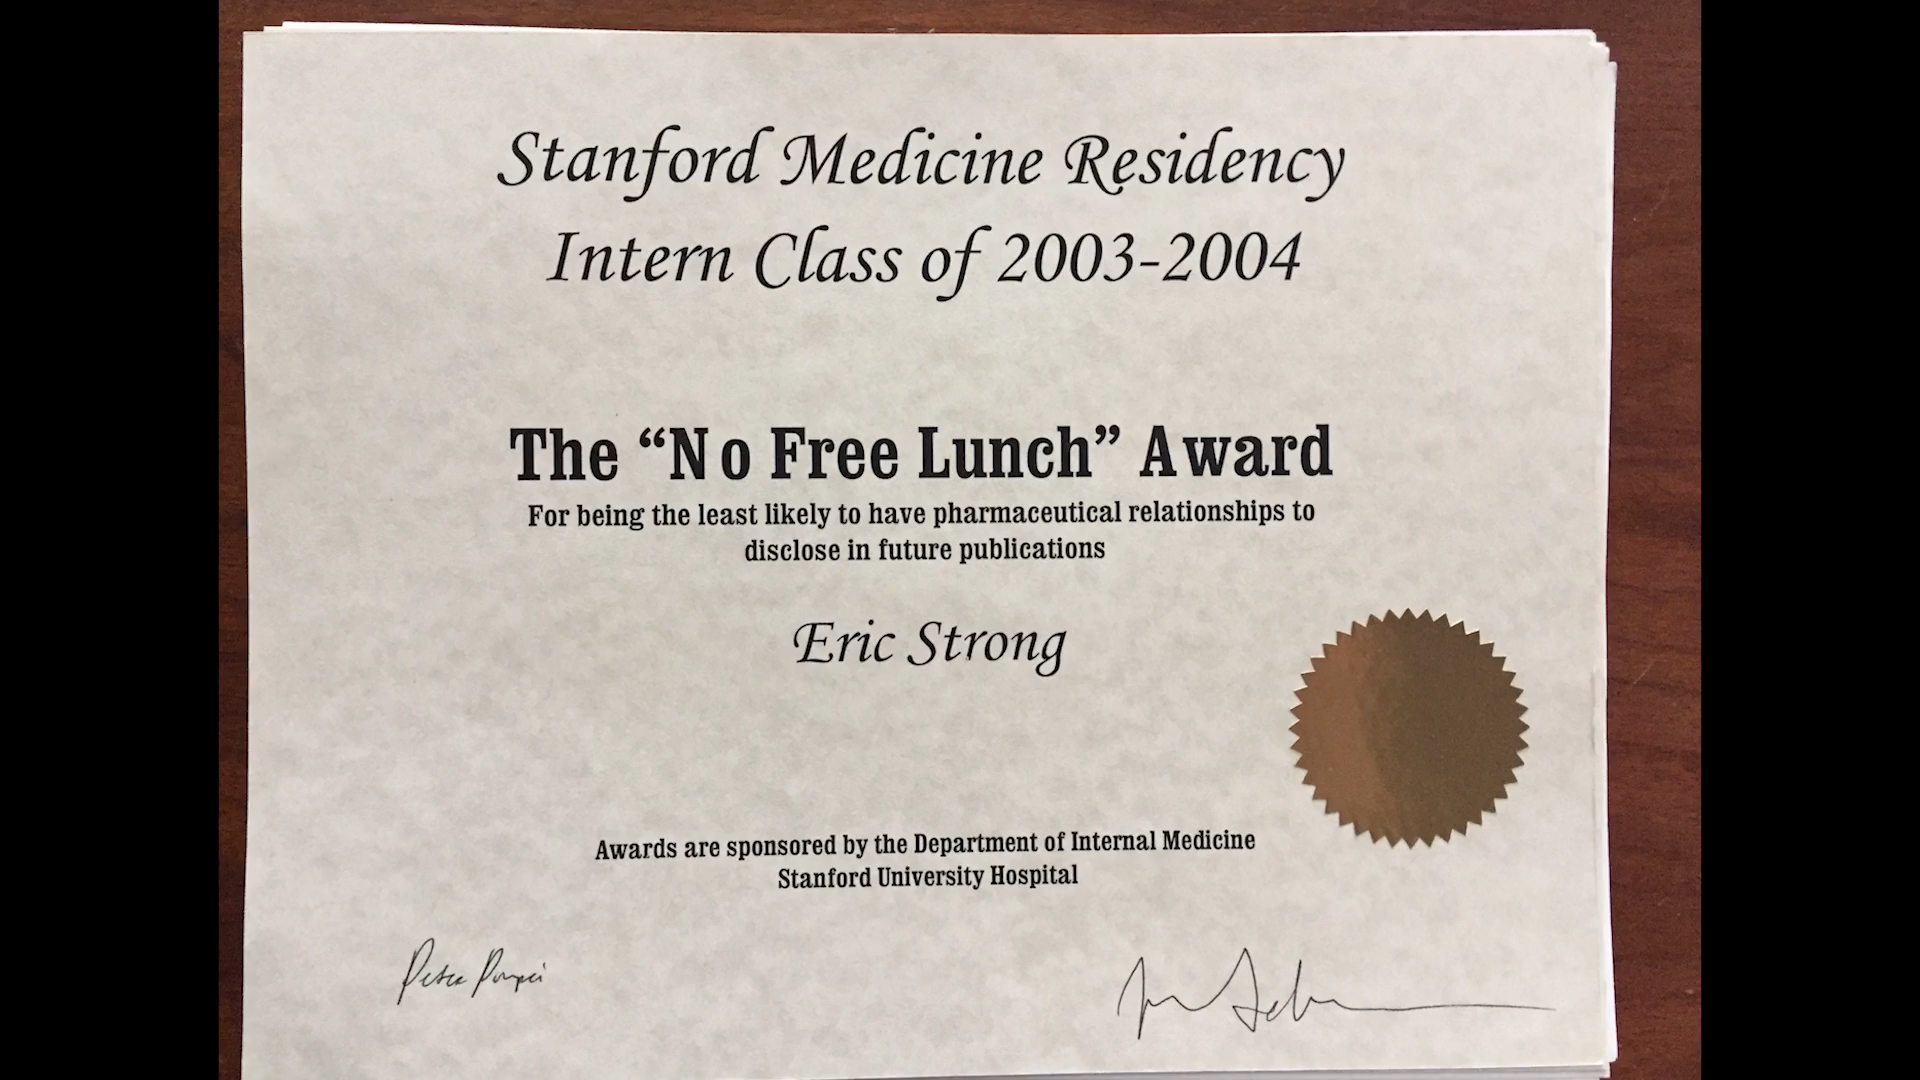 Stanford Medicine Residency
Intern Class of 2003-2004
The “No Free Lunch” Award
For being the least likely to have pharmaceutical relationships to
disclose in future publications
Eric Strong
Awards are sponsored by the Department of Internal Medicine
Stanford University Hospital